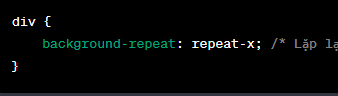 div {
background-repeat: repeat-x; /* Lặp
}